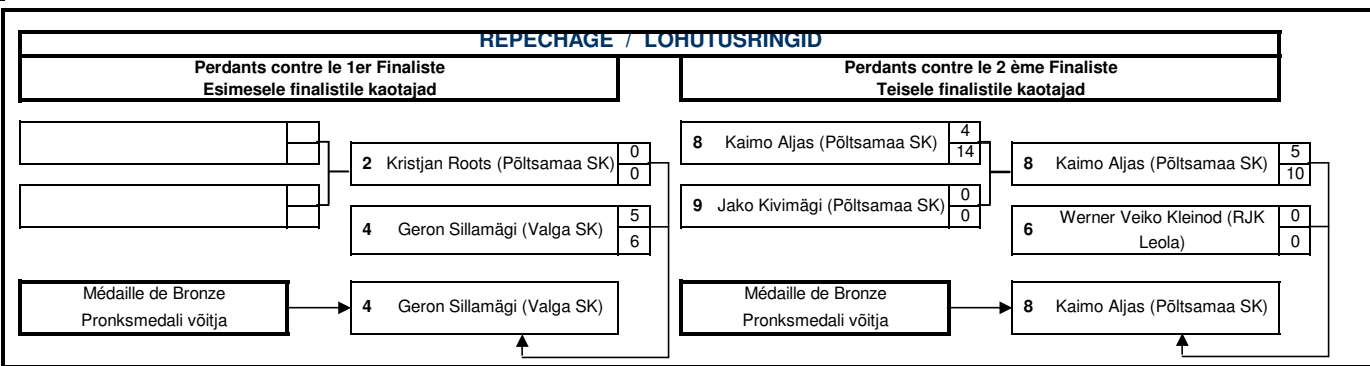 REPECHAGE / LOHUTUSRINGID
Perdants contre le 1er Finaliste
Esimesele finalistile kaotajad
Perdants contre le 2 ème Finaliste
Teisele finalistile kaotajad
2 Kristjan Roots (Põltsamaa SK) 0
0
4 Geron Sillamägi (Valga SK) 5
6
Médaille de Bronze
Pronksmedali võitja
4 Geron Sillamägi (Valga SK)
8 Kaimo Aljas (Põltsamaa SK) 4
14
9 Jako Kivimägi (Põltsamaa SK) 0
0
8 Kaimo Aljas (Põltsamaa SK) 5
10
6 Werner Veiko Kleinod (RJK 0
Leola) 0
Médaille de Bronze
Pronksmedali võitja
8 Kaimo Aljas (Põltsamaa SK)